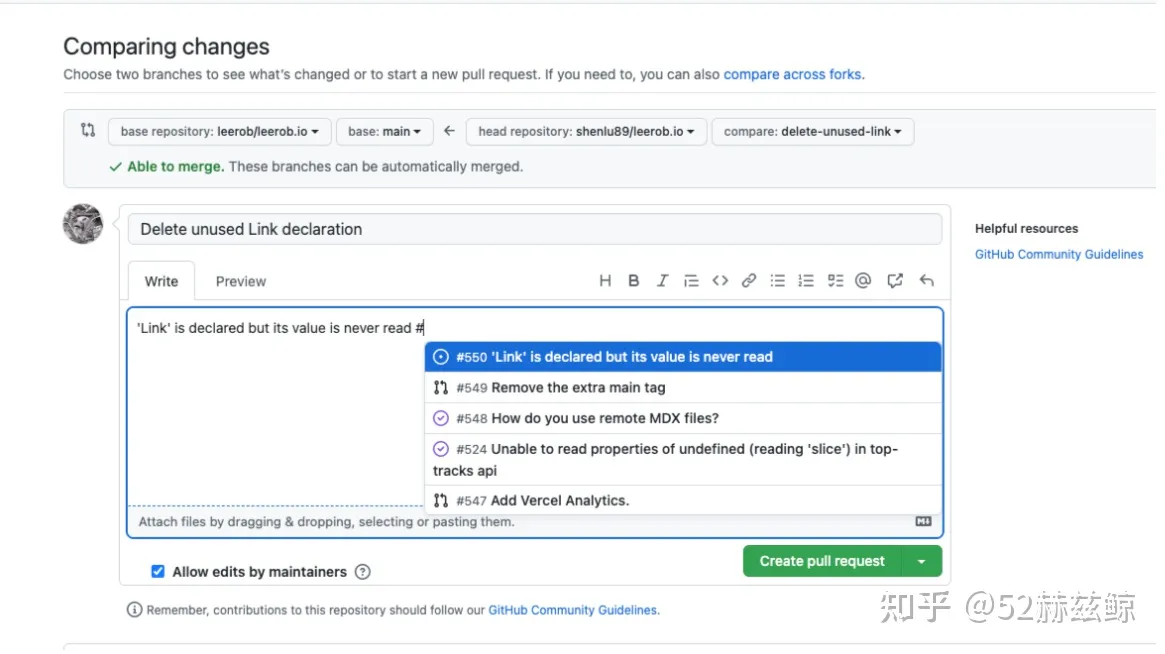 Comparing changes
Choose two branches to see what's changed or to start a new pull request. If you need to, you can also compare across forks.
base repository: leerob/leerob.io base: main ← head repository: shenlu89/leerob.io compare: delete-unused-link
Able to merge. These branches can be automatically merged.
Delete unused Link declaration
Helpful resources
GitHub Community Guidelines
Write Preview
'Link' is declared but its value is never read #
#550 'Link' is declared but its value is never read
#549 Remove the extra main tag
#548 How do you use remote MDX files?
#524 Unable to read properties of undefined (reading 'slice') in top-
tracks api
#547 Add Vercel Analytics.
Attach files by dragging & dropping, selecting or pasting them.
Create pull request
Allow edits by maintainers
Remember, contributions to this repository should follow our GitHub Community Guidelines.
知乎 @52赫兹鲸